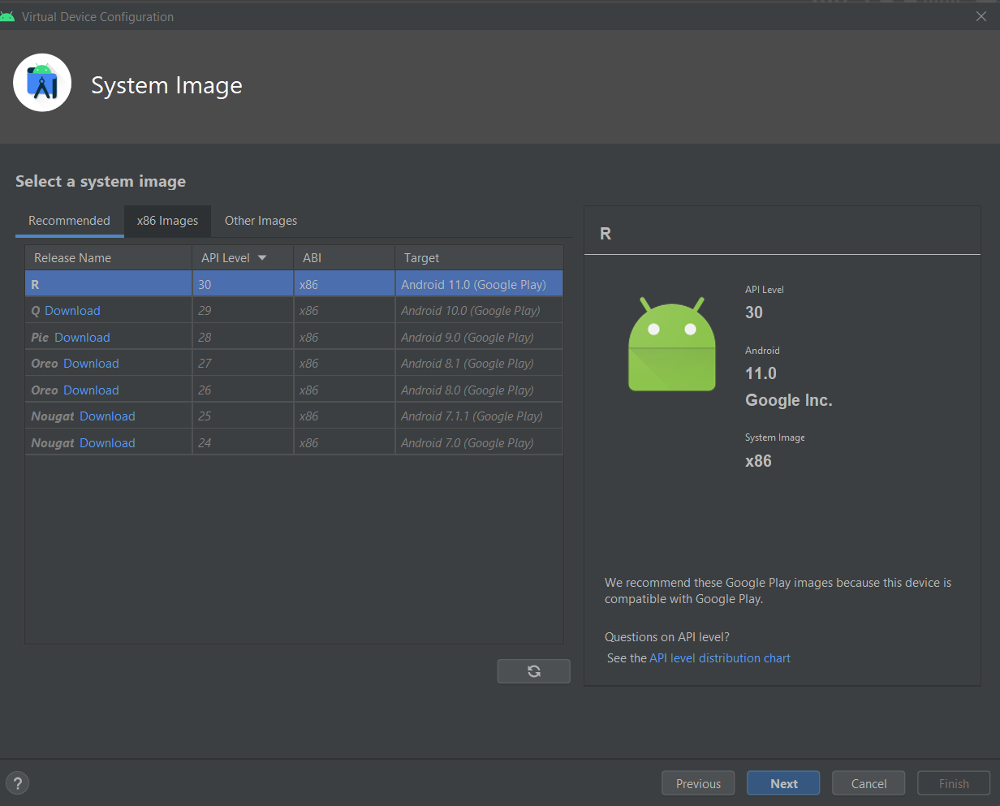 Virtual Device Configuration
System Image
Select a system image
Recommended x86 Images Other Images
Release Name API Level ABI Target
R 30 x86 Android 11.0 (Google Play)
Q Download 29 x86 Android 10.0 (Google Play)
Pie Download 28 x86 Android 9.0 (Google Play)
Oreo Download 27 x86 Android 8.1 (Google Play)
Oreo Download 26 x86 Android 8.0 (Google Play)
Nougat Download 25 x86 Android 7.1.1 (Google Play)
Nougat Download 24 x86 Android 7.0 (Google Play)
R
API Level
30
Android
11.0
Google Inc.
System Image
x86
We recommend these Google Play images because this device is
compatible with Google Play.
Questions on API level?
See the API level distribution chart
? Previous Next Cancel Finish